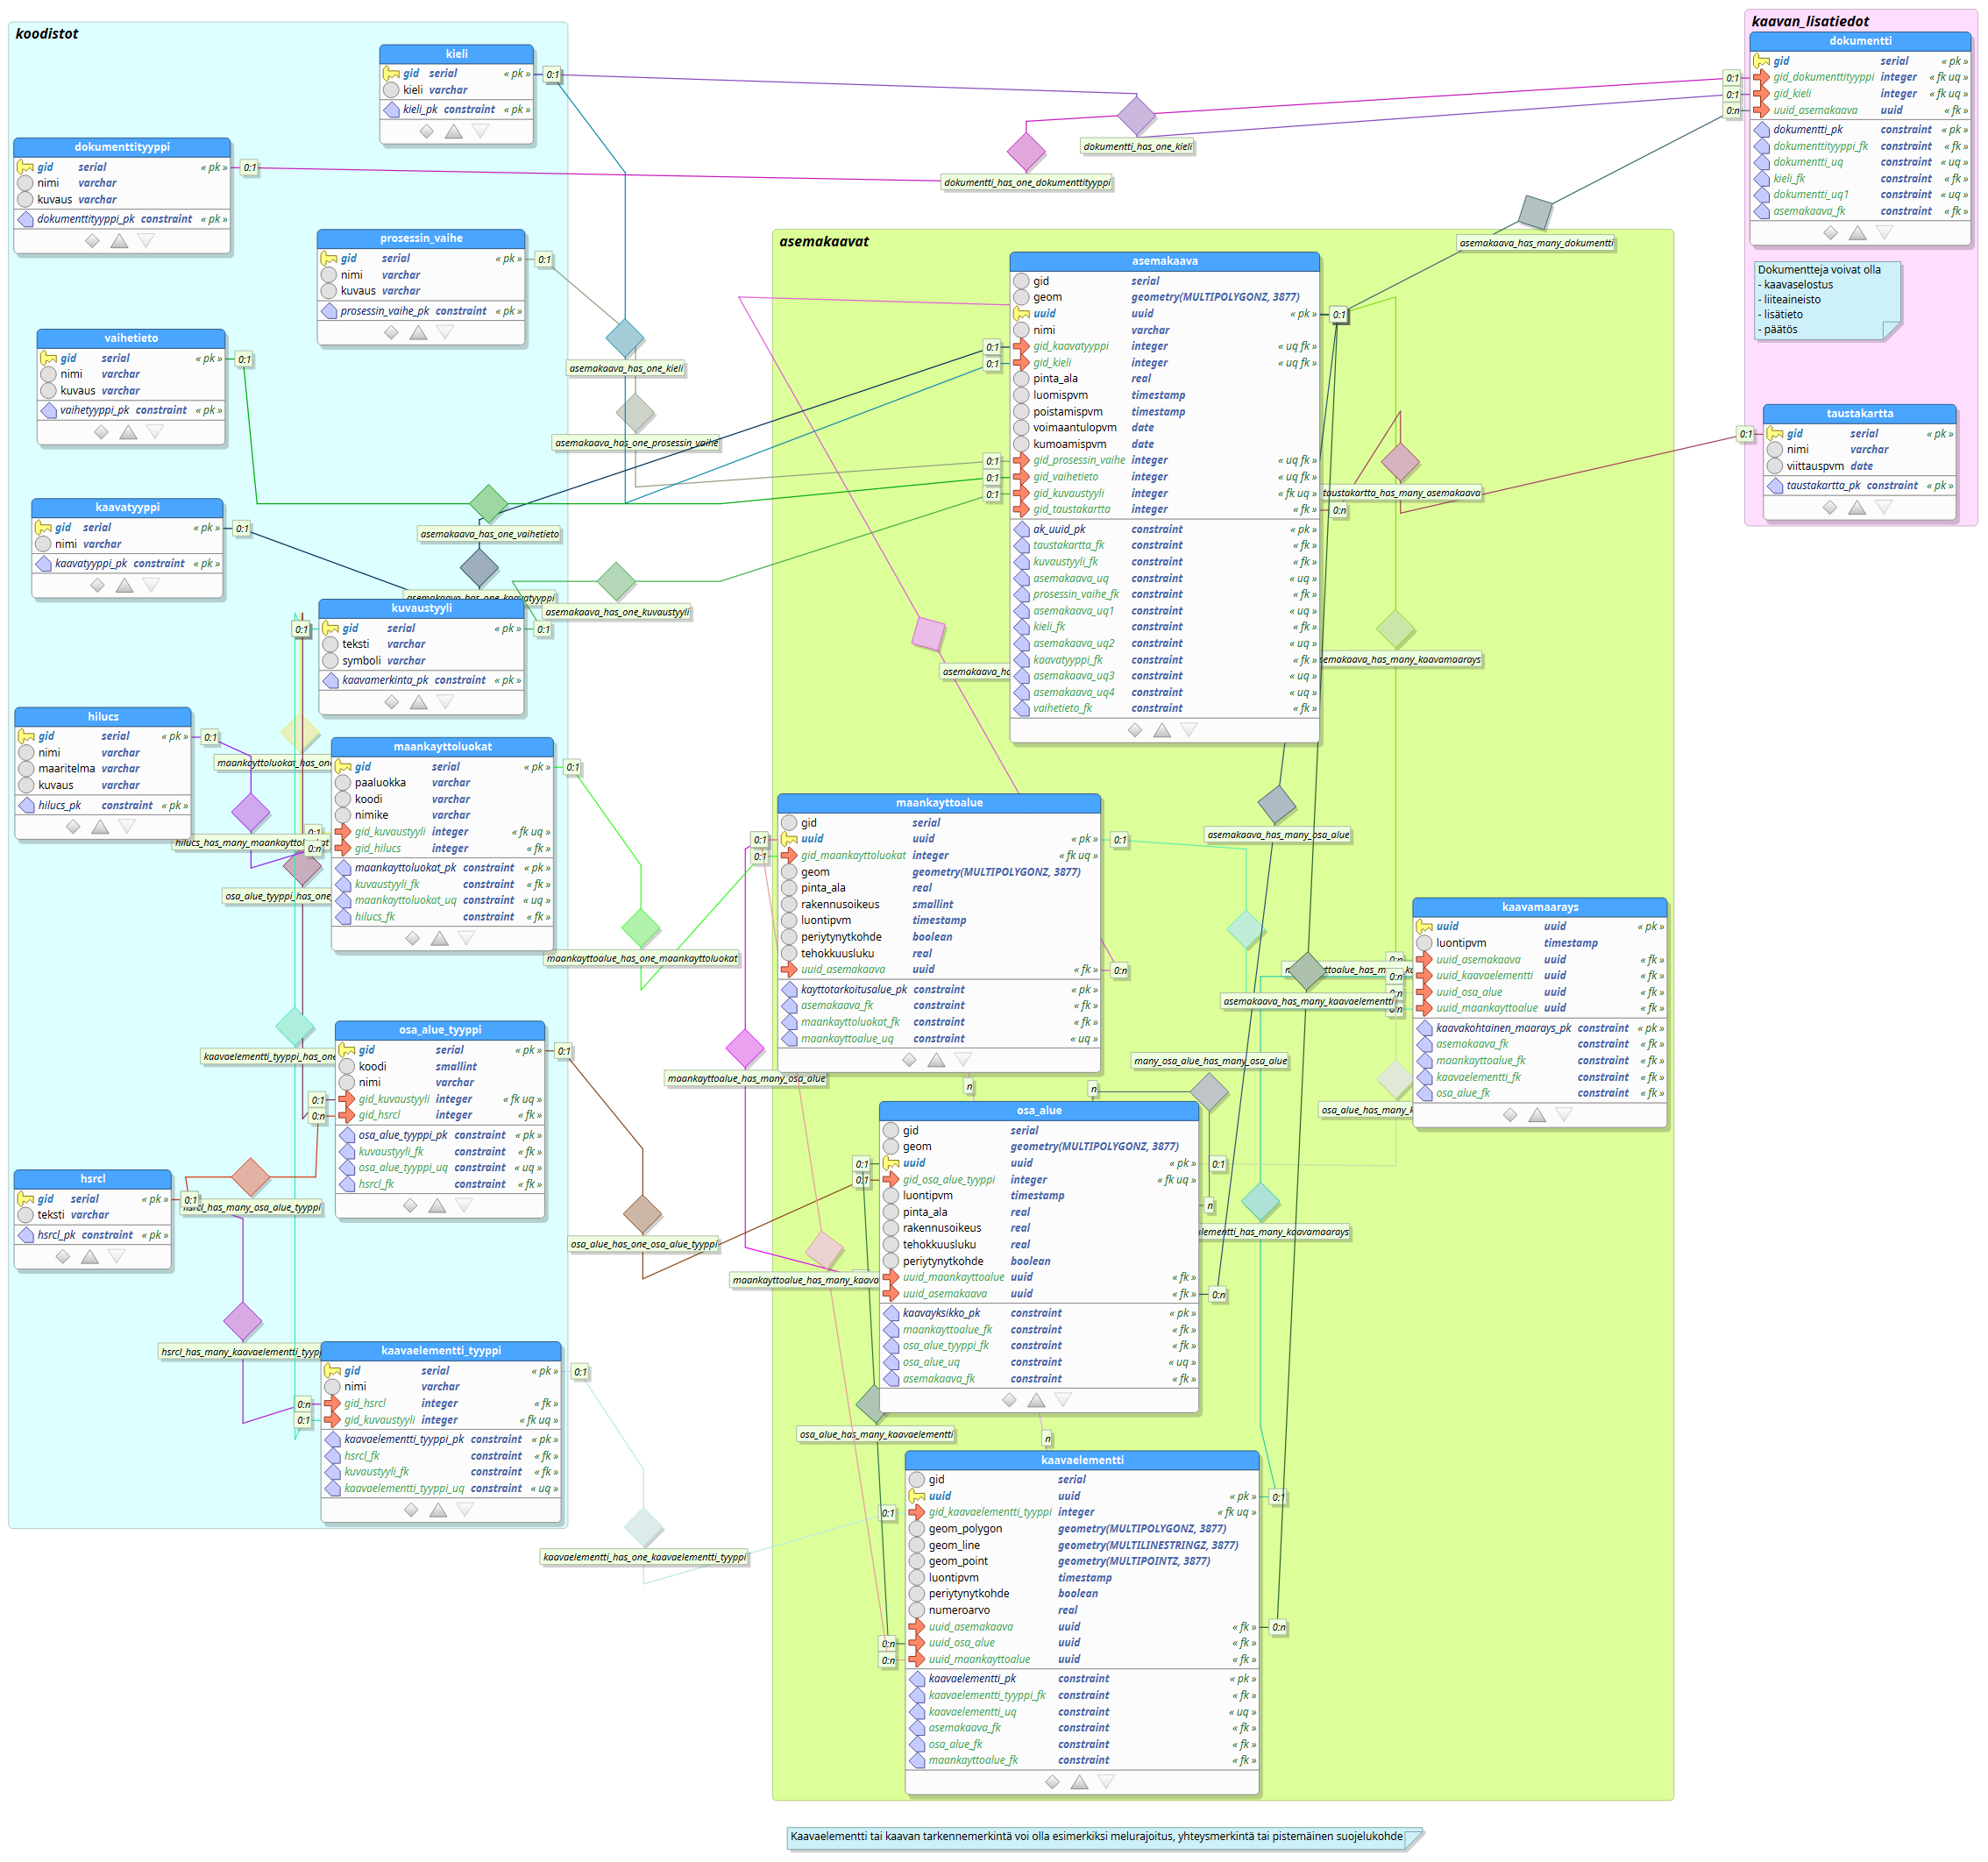 koodistot
kieli
gid serial « pk »
kieli varchar
kieli_pk constraint « pk »
dokumenttityyppi
gid serial « pk »
nimi varchar
kuvaus varchar
dokumenttityyppi_pk constraint « pk »
prosessin_vaihe
gid serial « pk »
nimi varchar
kuvaus varchar
prosessin_vaihe_pk constraint « pk »
vaihetieto
gid serial « pk »
nimi varchar
kuvaus varchar
vaihetyyppi_pk constraint « pk »
kaavatyyppi
gid serial « pk »
nimi varchar
kaavatyyppi_pk constraint « pk »
kuvaustyyli
gid serial « pk »
teksti varchar
symboli varchar
kaavamerkinta_pk constraint « pk »
hilucs
gid serial « pk »
nimi varchar
maaritelma varchar
kuvaus varchar
hilucs_pk constraint « pk »
maankayttoluokat
gid serial « pk »
paaluokka varchar
koodi varchar
nimike varchar
gid_kuvaustyyli integer « fk uq »
gid_hilucs integer « fk »
maankayttoluokat_pk constraint « pk »
kuvaustyyli_fk constraint « fk »
maankayttoluokat_uq constraint « uq »
hilucs_fk constraint « fk »
osa_alue_tyyppi
gid serial « pk »
koodi smallint
nimi varchar
gid_kuvaustyyli integer « fk uq »
gid_hsrcl integer « fk »
osa_alue_tyyppi_pk constraint « pk »
kuvaustyyli_fk constraint « fk »
osa_alue_tyyppi_uq constraint « uq »
hsrcl_fk constraint « fk »
hsrcl
gid serial « pk »
teksti varchar
hsrcl_pk constraint « pk »
kaavaelementti_tyyppi
gid serial « pk »
nimi varchar
gid_hsrcl integer « fk »
gid_kuvaustyyli integer « fk uq »
kaavaelementti_tyyppi_pk constraint « pk »
hsrcl_fk constraint « fk »
kuvaustyyli_fk constraint « fk »
kaavaelementti_tyyppi_uq constraint « uq »
asemakaavat
asemakaava
gid serial
geom geometry(MULTIPOLYGONZ, 3877)
uuid uuid « pk »
nimi varchar
gid_kaavatyyppi integer « uq fk »
gid_kieli integer « uq fk »
pinta_ala real
luomispvm timestamp
poistamispvm timestamp
voimaantulopvm date
kumoamispvm date
gid_prosessin_vaihe integer « uq fk »
gid_vaihetieto integer « uq fk »
gid_kuvaustyyli integer « fk uq »
gid_taustakartta integer « fk »
ak_uuid_pk constraint « pk »
taustakartta_fk constraint « fk »
kuvaustyyli_fk constraint « fk »
asemakaava_uq constraint « uq »
prosessin_vaihe_fk constraint « fk »
asemakaava_uq1 constraint « uq »
kieli_fk constraint « fk »
asemakaava_uq2 constraint « uq »
kaavatyyppi_fk constraint « fk »
asemakaava_uq3 constraint « uq »
asemakaava_uq4 constraint « uq »
vaihetieto_fk constraint « fk »
maankayttoalue
gid serial
uuid uuid « pk »
gid_maankayttoluokat integer « fk uq »
geom geometry(MULTIPOLYGONZ, 3877)
pinta_ala real
rakennusoikeus smallint
luontipvm timestamp
periytynytkohde boolean
tehokkuusluku real
uuid_asemakaava uuid « fk »
kayttotarkoitusalue_pk constraint « pk »
asemakaava_fk constraint « fk »
maankayttoluokat_fk constraint « fk »
maankayttoalue_uq constraint « uq »
kaavamaarays
uuid uuid « pk »
luontipvm timestamp
uuid_asemakaava uuid « fk »
uuid_kaavaelementti uuid « fk »
uuid_osa_alue uuid « fk »
uuid_maankayttoalue uuid « fk »
kaavakohtainen_maarays_pk constraint « pk »
asemakaava_fk constraint « fk »
maankayttoalue_fk constraint « fk »
kaavaelementti_fk constraint « fk »
osa_alue_fk constraint « fk »
osa_alue
gid serial
geom geometry(MULTIPOLYGONZ, 3877)
uuid uuid « pk »
gid_osa_alue_tyyppi integer « fk uq »
luontipvm timestamp
pinta_ala real
rakennusoikeus real
tehokkuusluku real
periytynytkohde boolean
uuid_maankayttoalue uuid « fk »
uuid_asemakaava uuid « fk »
kaavayksikko_pk constraint « pk »
maankayttoalue_fk constraint « fk »
osa_alue_tyyppi_fk constraint « fk »
osa_alue_uq constraint « uq »
asemakaava_fk constraint « fk »
kaavaelementti
gid serial
uuid uuid « pk »
gid_kaavaelementti_tyyppi integer « fk uq »
geom_polygon geometry(MULTIPOLYGONZ, 3877)
geom_line geometry(MULTILINESTRINGZ, 3877)
geom_point geometry(MULTIPOINTZ, 3877)
luontipvm timestamp
periytynytkohde boolean
numeroarvo real
uuid_asemakaava uuid « fk »
uuid_osa_alue uuid « fk »
uuid_maankayttoalue uuid « fk »
kaavaelementti_pk constraint « pk »
kaavaelementti_tyyppi_fk constraint « fk »
kaavaelementti_uq constraint « uq »
asemakaava_fk constraint « fk »
osa_alue_fk constraint « fk »
maankayttoalue_fk constraint « fk »
kaavan_lisatiedot
dokumentti
gid serial « pk »
gid_dokumenttityyppi integer « fk uq »
gid_kieli integer « fk uq »
uuid_asemakaava uuid « fk »
dokumentti_pk constraint « pk »
dokumenttityyppi_fk constraint « fk »
dokumentti_uq constraint « uq »
kieli_fk constraint « fk »
dokumentti_uq1 constraint « uq »
asemakaava_fk constraint « fk »
Dokumentteja voivat olla
- kaavaselostus
- liiteaineisto
- lisätieto
- päätös
taustakartta
gid serial « pk »
nimi varchar
viittauspvm date
taustakartta_pk constraint « pk »
dokumentti_has_one_kieli
dokumentti_has_one_dokumenttityyppi
asemakaava_has_many_dokumentti
asemakaava_has_one_kieli
asemakaava_has_one_prosessin_vaihe
asemakaava_has_one_vaihetieto
asemakaava_has_one_kaavatyyppi
asemakaava_has_one_kuvaustyyli
taustakartta_has_many_asemakaava
asemakaava_has_many_kaavamaarays
maankayttoluokat_has_one
hilucs_has_many_maankayttoluokat
osa_alue_tyyppi_has_one
maankayttoalue_has_one_maankayttoluokat
asemakaava_has_many_osa_alue
asemakaava_has_many_kaavaelementti
kaavaelementti_tyyppi_has_one
maankayttoalue_has_many_osa_alue
many_osa_alue_has_many_osa_alue
osa_alue_has_many
hsrcl_has_many_osa_alue_tyyppi
osa_alue_has_one_osa_alue_tyyppi
lementti_has_many_kaavamaarays
maankayttoalue_has_many_kaava
hsrcl_has_many_kaavaelementti_typp
osa_alue_has_many_kaavaelementti
kaavaelementti_has_one_kaavaelementti_tyyppi
Kaavaelementti tai kaavan tarkennemerkintä voi olla esimerkiksi melurajoitus, yhteysmerkintä tai pistemäinen suojelukohde